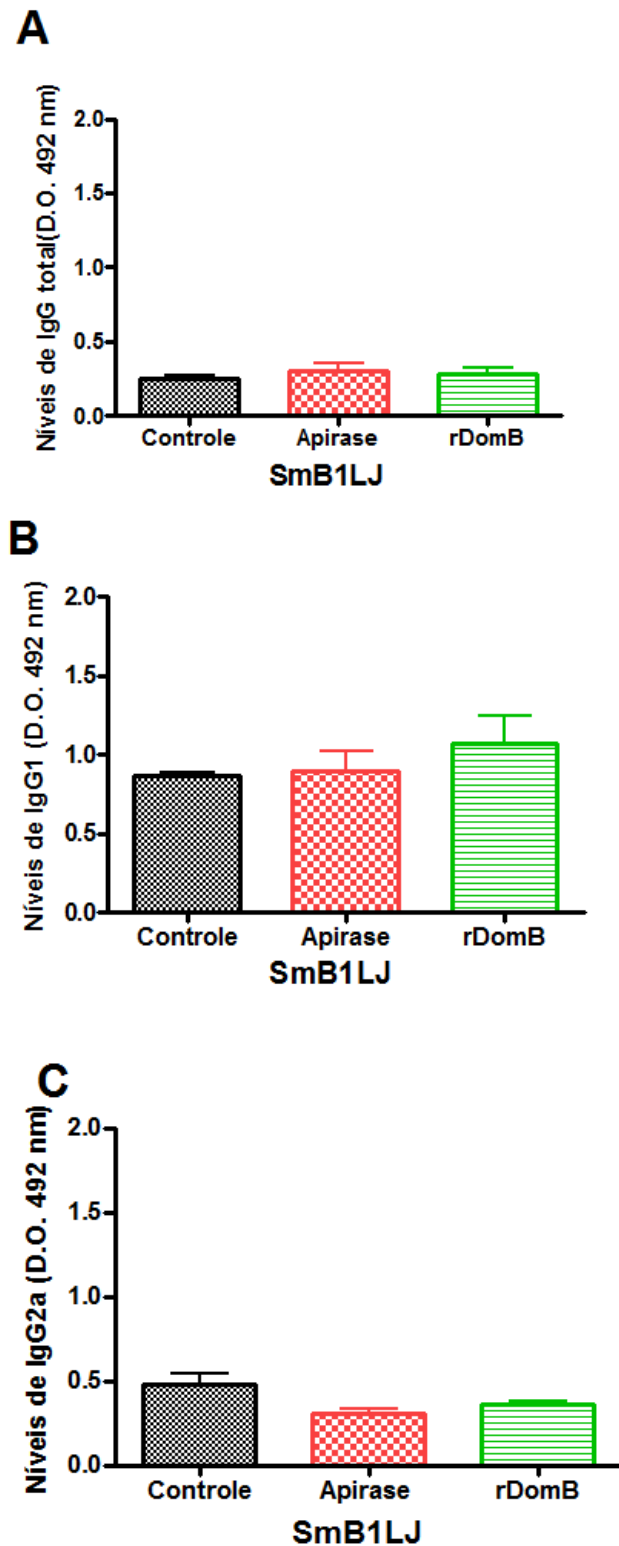 A
Níveis de IgG total(D.O. 492 nm)
2.0
1.5
1.0
0.5
0.0
Controle Apirase rDomB
SmB1LJ
B
Níveis de IgG1 (D.O. 492 nm)
2.0
1.5
1.0
0.5
0.0
Controle Apirase rDomB
SmB1LJ
C
Níveis de IgG2a (D.O. 492 nm)
2.0
1.5
1.0
0.5
0.0
Controle Apirase rDomB
SmB1LJ